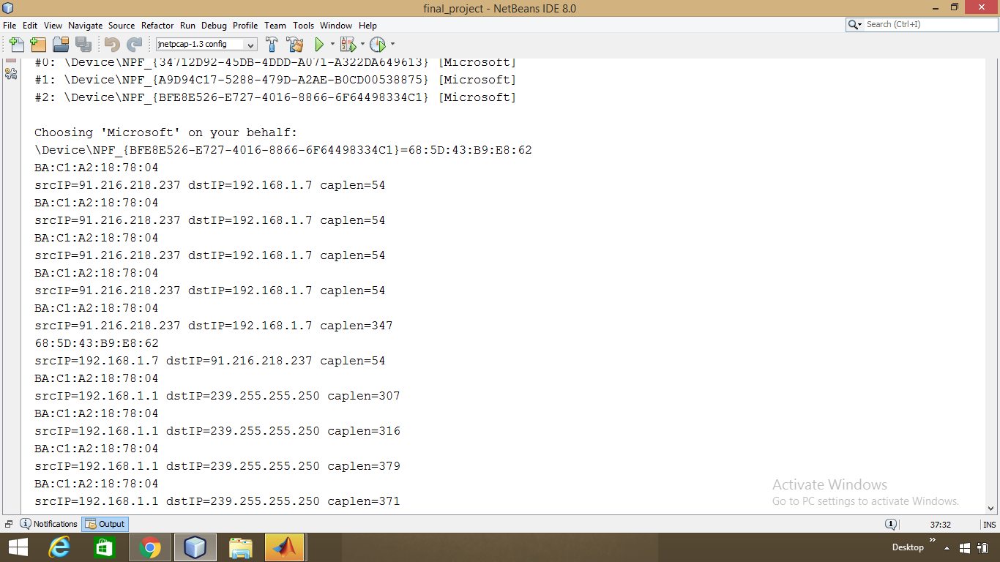 final_project - NetBeans IDE 8.0
File Edit View Navigate Source Refactor Run Debug Profile Team Tools Window Help
Search (Ctrl+I)
jnetpcap-1.3 config
#0: \Device\NPF_{34712D92-45DB-4DDD-A071-A322DA649613} [Microsoft]
#1: \Device\NPF_{A9D94C17-5288-479D-A2AE-B0CD00538875} [Microsoft]
#2: \Device\NPF_{BFE8E526-E727-4016-8866-6F64498334C1} [Microsoft]
Choosing 'Microsoft' on your behalf:
\Device\NPF_{BFE8E526-E727-4016-8866-6F64498334C1}=68:5D:43:B9:E8:62
BA:C1:A2:18:78:04
srcIP=91.216.218.237 dstIP=192.168.1.7 caplen=54
BA:C1:A2:18:78:04
srcIP=91.216.218.237 dstIP=192.168.1.7 caplen=54
BA:C1:A2:18:78:04
srcIP=91.216.218.237 dstIP=192.168.1.7 caplen=54
BA:C1:A2:18:78:04
srcIP=91.216.218.237 dstIP=192.168.1.7 caplen=54
BA:C1:A2:18:78:04
srcIP=91.216.218.237 dstIP=192.168.1.7 caplen=347
68:5D:43:B9:E8:62
srcIP=192.168.1.7 dstIP=91.216.218.237 caplen=54
BA:C1:A2:18:78:04
srcIP=192.168.1.1 dstIP=239.255.255.250 caplen=307
BA:C1:A2:18:78:04
srcIP=192.168.1.1 dstIP=239.255.255.250 caplen=316
BA:C1:A2:18:78:04
srcIP=192.168.1.1 dstIP=239.255.255.250 caplen=379
BA:C1:A2:18:78:04
srcIP=192.168.1.1 dstIP=239.255.255.250 caplen=371
Activate Windows
Go to PC settings to activate Windows.
Notifications Output
1 37:32 INS
Desktop